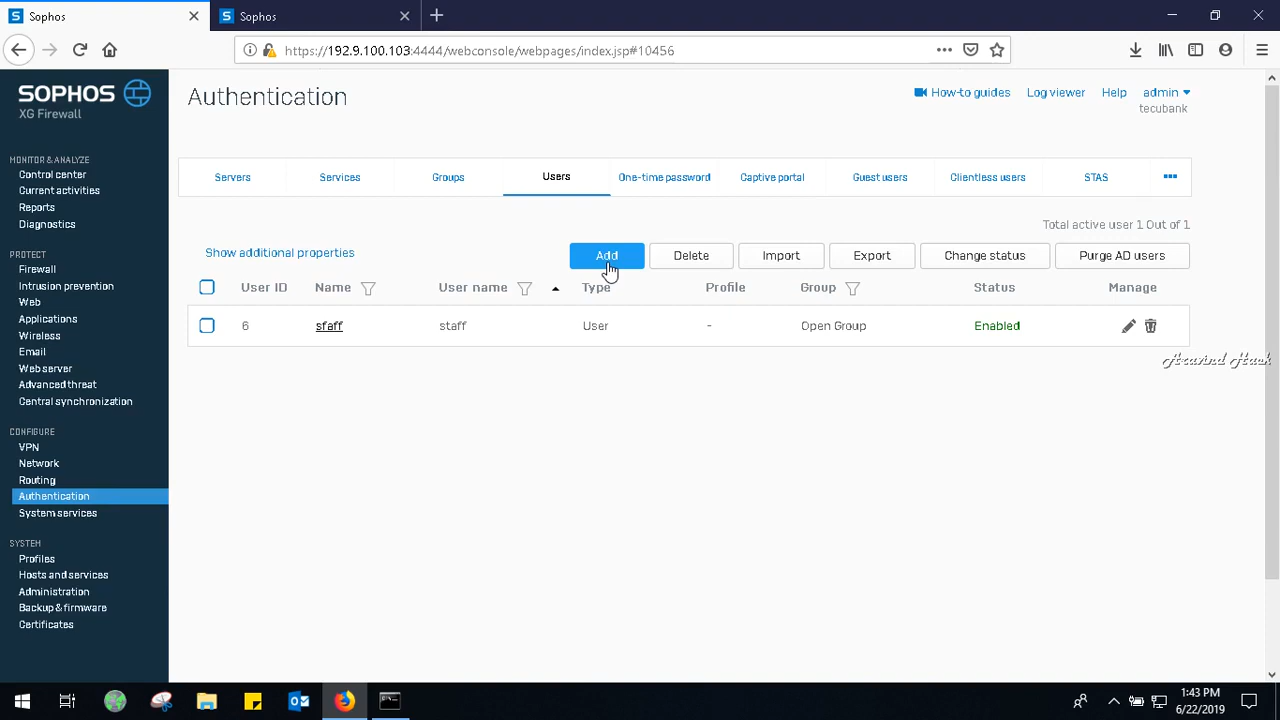 Sophos
Sophos
https://192.9.100.103:4444/webconsole/webpages/index.jsp#10456
SOPHOS
XG Firewall
MONITOR & ANALYZE
Control center
Current activities
Reports
Diagnostics
PROTECT
Firewall
Intrusion prevention
Web
Applications
Wireless
Email
Web server
Advanced threat
Central synchronization
CONFIGURE
VPN
Network
Routing
Authentication
System services
SYSTEM
Profiles
Hosts and services
Administration
Backup & firmware
Certificates
Authentication
How-to guides Log viewer Help admin
tecubank
Servers Services Groups Users One-time password Captive portal Guest users Clientless users STAS
Total active user 1 Out of 1
Show additional properties Add Delete Import Export Change status Purge AD users
User ID Name User name Type Profile Group Status Manage
6 sfaff staff User - Open Group Enabled
Aravind Hask
1:43 PM
6/22/2019